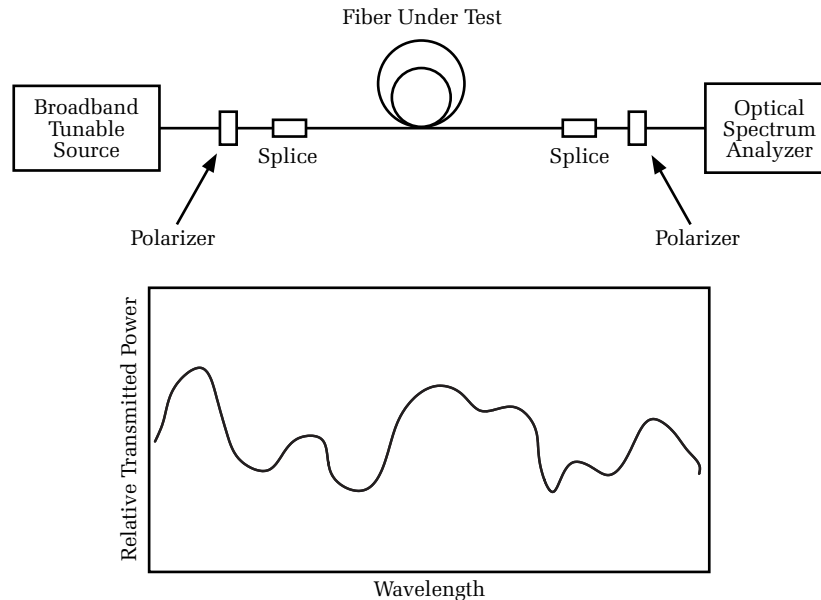 Fiber Under Test
Broadband
Tunable
Source
Optical
Spectrum
Analyzer
Splice
Splice
Polarizer
Polarizer
Relative Transmitted Power
Wavelength